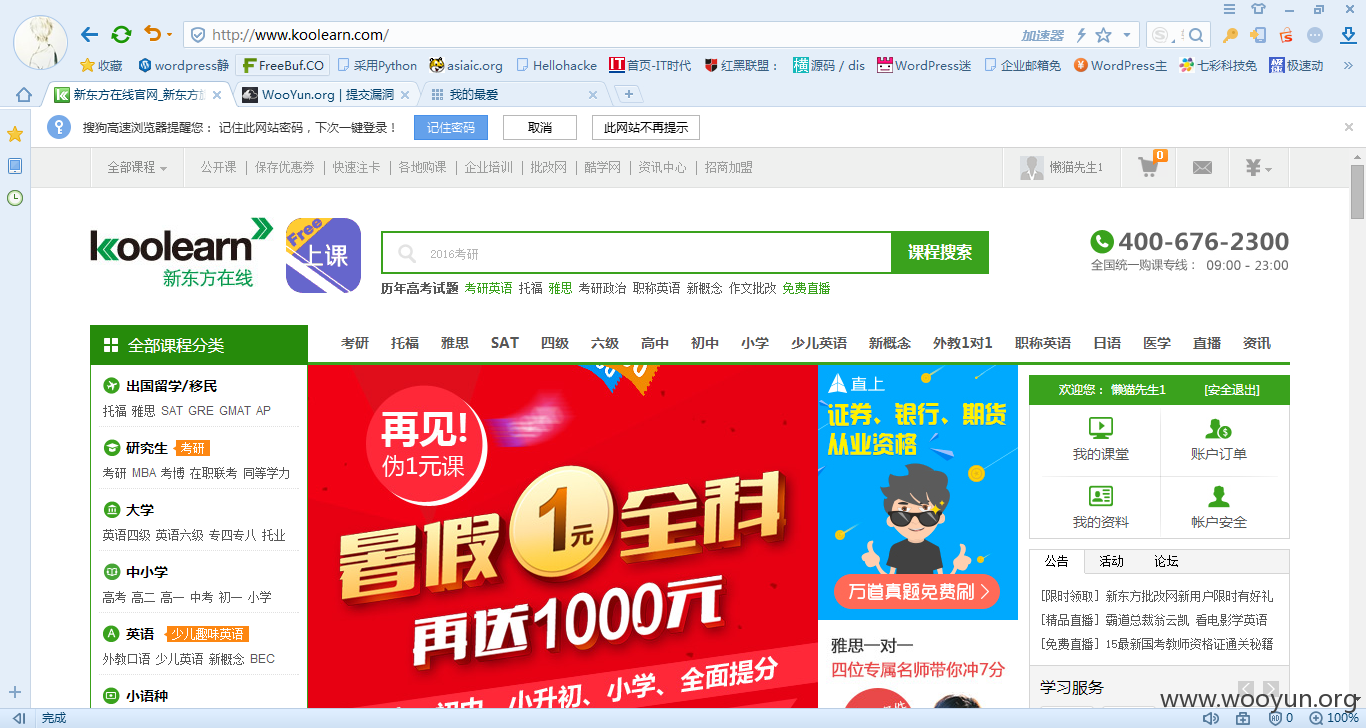 http://www.koolearn.com/ 加速器
收藏 wordpress静 FreeBuf.CO 采用Python asiaic.org Hellohacke 首页-IT时代 红黑联盟： 源码 / dis WordPress迷 企业邮箱免 WordPress主 七彩科技免 极速动 »
新东方在线官网_新东方 WooYun.org | 提交漏洞 我的最爱
搜狗高速浏览器提醒您： 记住此网站密码，下次一键登录！ 记住密码 取消 此网站不再提示
全部课程 公开课 | 保存优惠券 | 快速注卡 | 各地购课 | 企业培训 | 批改网 | 酷学网 | 资讯中心 | 招商加盟 懒猫先生1 0 ¥
koolearn
新东方在线
Free
上课
2016考研 课程搜索
历年高考试题 考研英语 托福 雅思 考研政治 职称英语 新概念 作文批改 免费直播
400-676-2300
全国统一购课专线： 09:00 - 23:00
全部课程分类 考研 托福 雅思 SAT 四级 六级 高中 初中 小学 少儿英语 新概念 外教1对1 职称英语 日语 医学 直播 资讯
出国留学/移民
托福 雅思 SAT GRE GMAT AP
研究生 考研
考研 MBA 考博 在职联考 同等学力
大学
英语四级 英语六级 专四专八 托业
中小学
高考 高二 高一 中考 初一 小学
英语 少儿趣味英语
外教口语 少儿英语 新概念 BEC
小语种
再见!
伪1元课
暑假1元全科
再送1000元
初中、小升初、小学、全面提分
直上
证券、银行、期货
从业资格
万道真题免费刷
雅思一对一
四位专属名师带你冲7分
欢迎您： 懒猫先生1 [安全退出]
我的课堂 账户订单
我的资料 帐户安全
公告 活动 论坛
[限时领取] 新东方批改网新用户限时有好礼
[精品直播] 霸道总裁翁云凯 看电影学英语
[免费直播] 15最新国考教师资格证通关秘籍
学习服务
www.wooyun.org
完成 0 100%